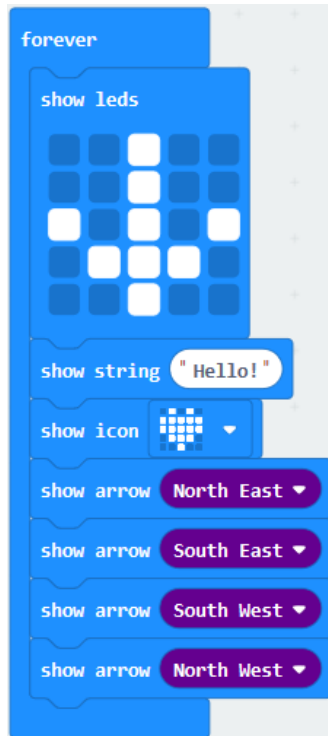 forever
show leds
show string "Hello!"
show icon
show arrow North East
show arrow South East
show arrow South West
show arrow North West